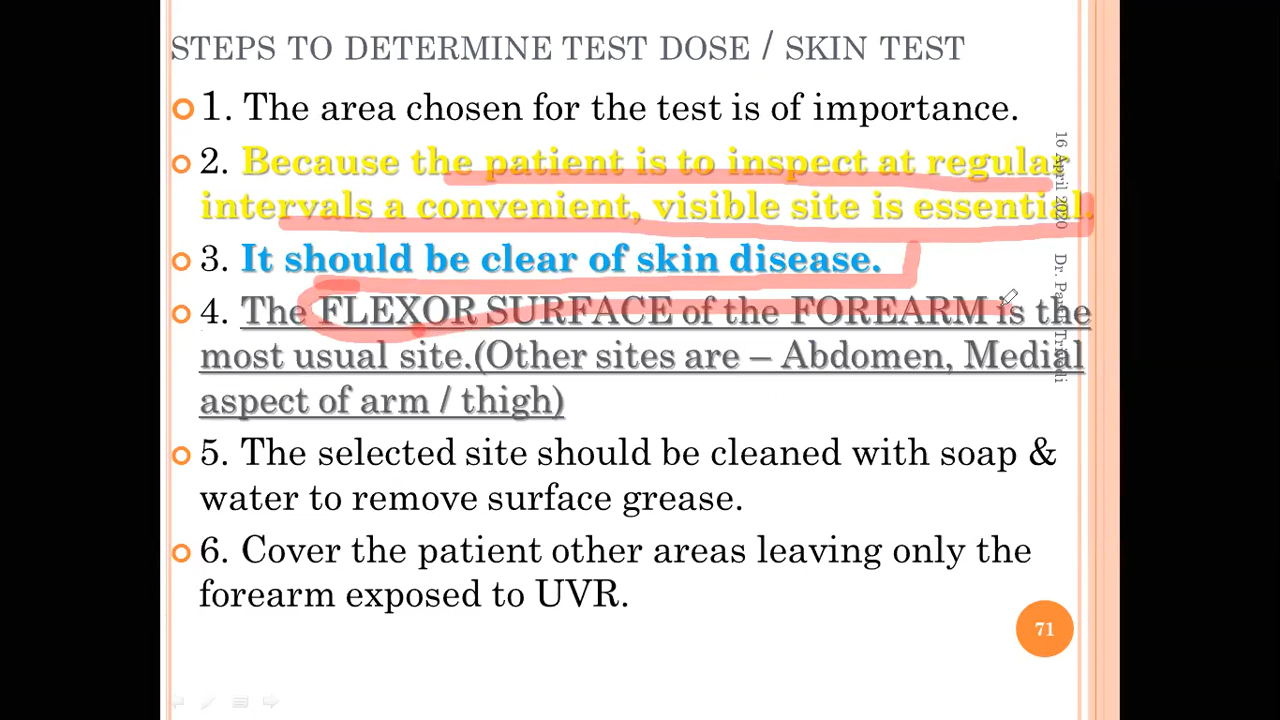 STEPS TO DETERMINE TEST DOSE / SKIN TEST
1. The area chosen for the test is of importance.
2. Because the patient is to inspect at regular
intervals a convenient, visible site is essential.
3. It should be clear of skin disease.
4. The FLEXOR SURFACE of the FOREARM is the
most usual site.(Other sites are – Abdomen, Medial
aspect of arm / thigh)
5. The selected site should be cleaned with soap &
water to remove surface grease.
6. Cover the patient other areas leaving only the
forearm exposed to UVR.
16 April 2020
Dr. Parth Trivedi
71